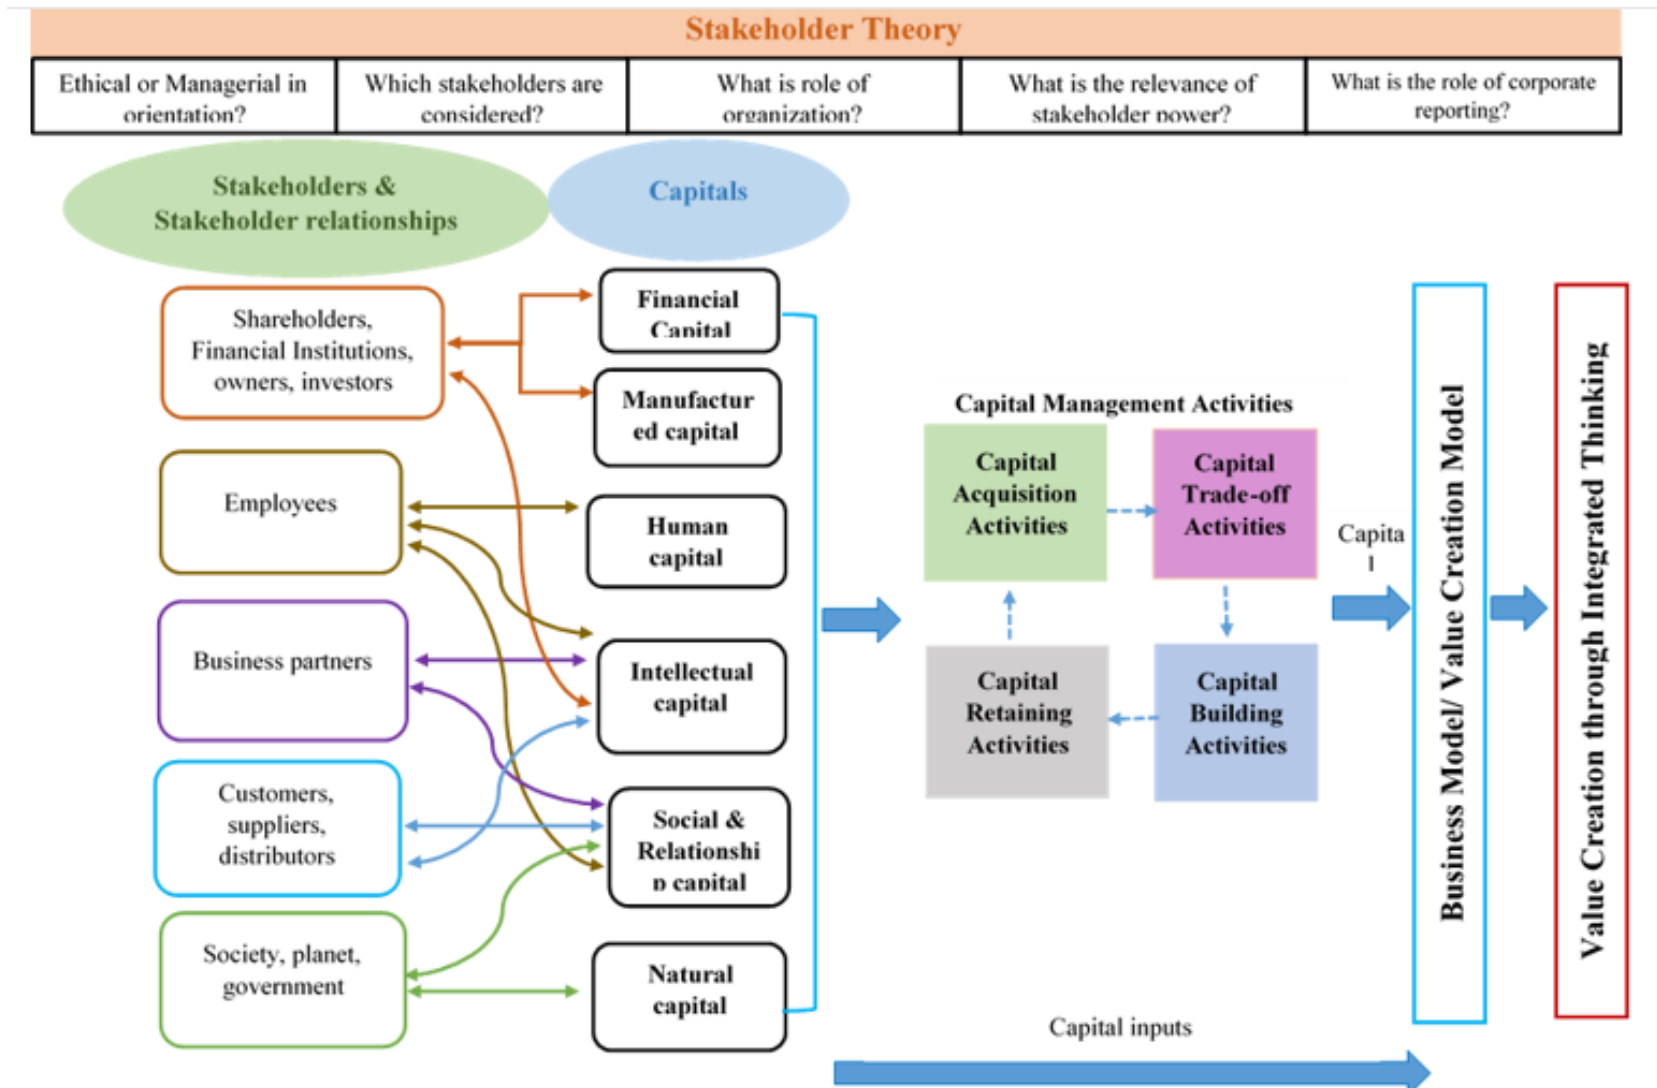 Stakeholder Theory
Ethical or Managerial in
orientation?
Which stakeholders are
considered?
What is role of
organization?
What is the relevance of
stakeholder power?
What is the role of corporate
reporting?
Stakeholders &
Stakeholder relationships
Capitals
Shareholders,
Financial Institutions,
owners, investors
Employees
Business partners
Customers,
suppliers,
distributors
Society, planet,
government
Financial
Capital
Manufactur
ed capital
Human
capital
Intellectual
capital
Social &
Relationshi
p capital
Natural
capital
Capital Management Activities
Capital
Acquisition
Activities
Capital
Trade-off
Activities
Capital
Retaining
Activities
Capital
Building
Activities
Capita
l
Capital inputs
Business Model/ Value Creation Model
Value Creation through Integrated Thinking